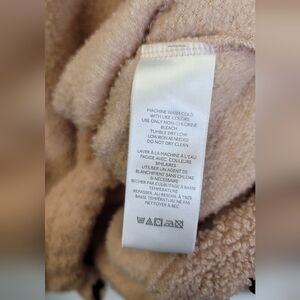 MACHINE WASH COLD
WITH LIKE COLORS
USE ONLY NON-CHLORINE
BLEACH
TUMBLE DRY LOW
LOW IRON AS NEEDED
DO NOT DRY CLEAN
LAVER À LA MACHINE À L'EAU
FROIDE AVEC COULEURS
SIMILAIRES
UTILISER UN AGENT DE
BLANCHIMENT SANS CHLORE
SI NÉCESSAIRE
SÉCHER PAR CULBUTAGE À BASSE
TEMPÉRATURE
REPASSER, AU BESOIN, À TRÈS
BASSE TEMPÉRATURE NE PAS
NETTOYER À SEC